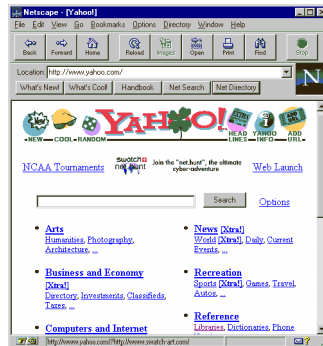 Netscape - [Yahoo!]
File Edit View Go Bookmarks Options Directory Window Help
Back Forward Home Reload Images Open Print Find Stop
Location: http://www.yahoo.com/
What's New! What's Cool! Handbook Net Search Net Directory
N
YAHOO!
NEW COOL RANDOM HEAD LINES YAHOO INFO ADD URL
NCAA Tournaments swatch net.hunt Join the "net.hunt", the ultimate cyber-adventure Web Launch
Search Options
Arts
Humanities, Photography,
Architecture, ...
News [Xtra!]
World [Xtra!], Daily, Current
Events, ...
Business and Economy
[Xtra!]
Directory, Investments, Classifieds,
Taxes, ...
Recreation
Sports [Xtra!], Games, Travel,
Autos, ...
Computers and Internet
Reference
Libraries, Dictionaries, Phone
http://www.yahoo.com/?http://www.swatch-art.com/